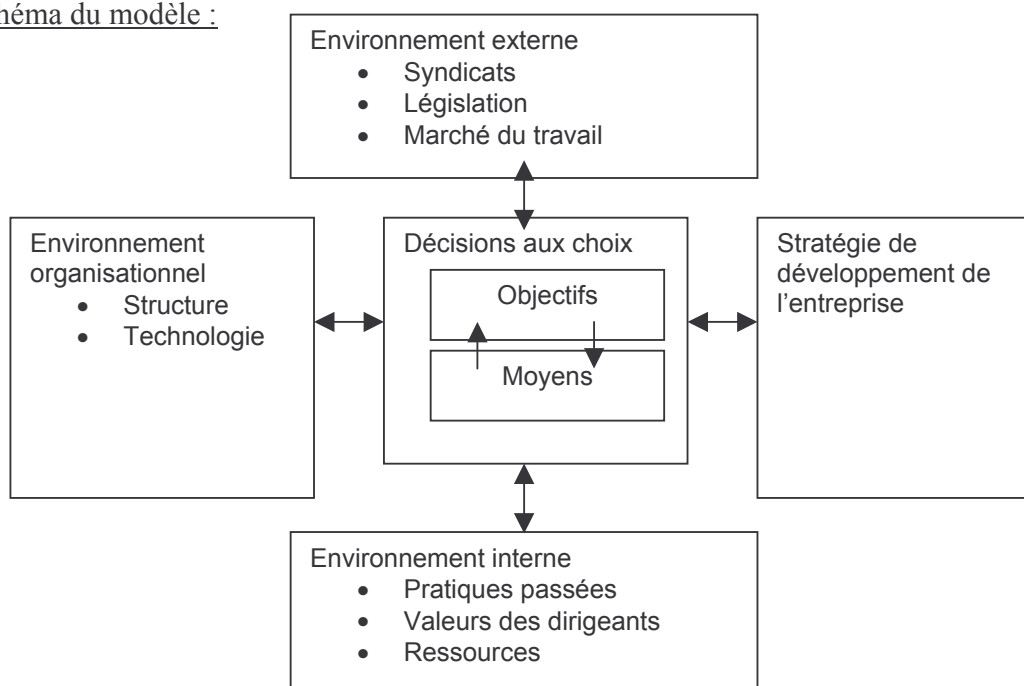 héma du modèle :
Environnement externe
• Syndicats
• Législation
• Marché du travail
Environnement
organisationnel
• Structure
• Technologie
Décisions aux choix
Objectifs
Moyens
Stratégie de
développement de
l'entreprise
Environnement interne
• Pratiques passées
• Valeurs des dirigeants
• Ressources